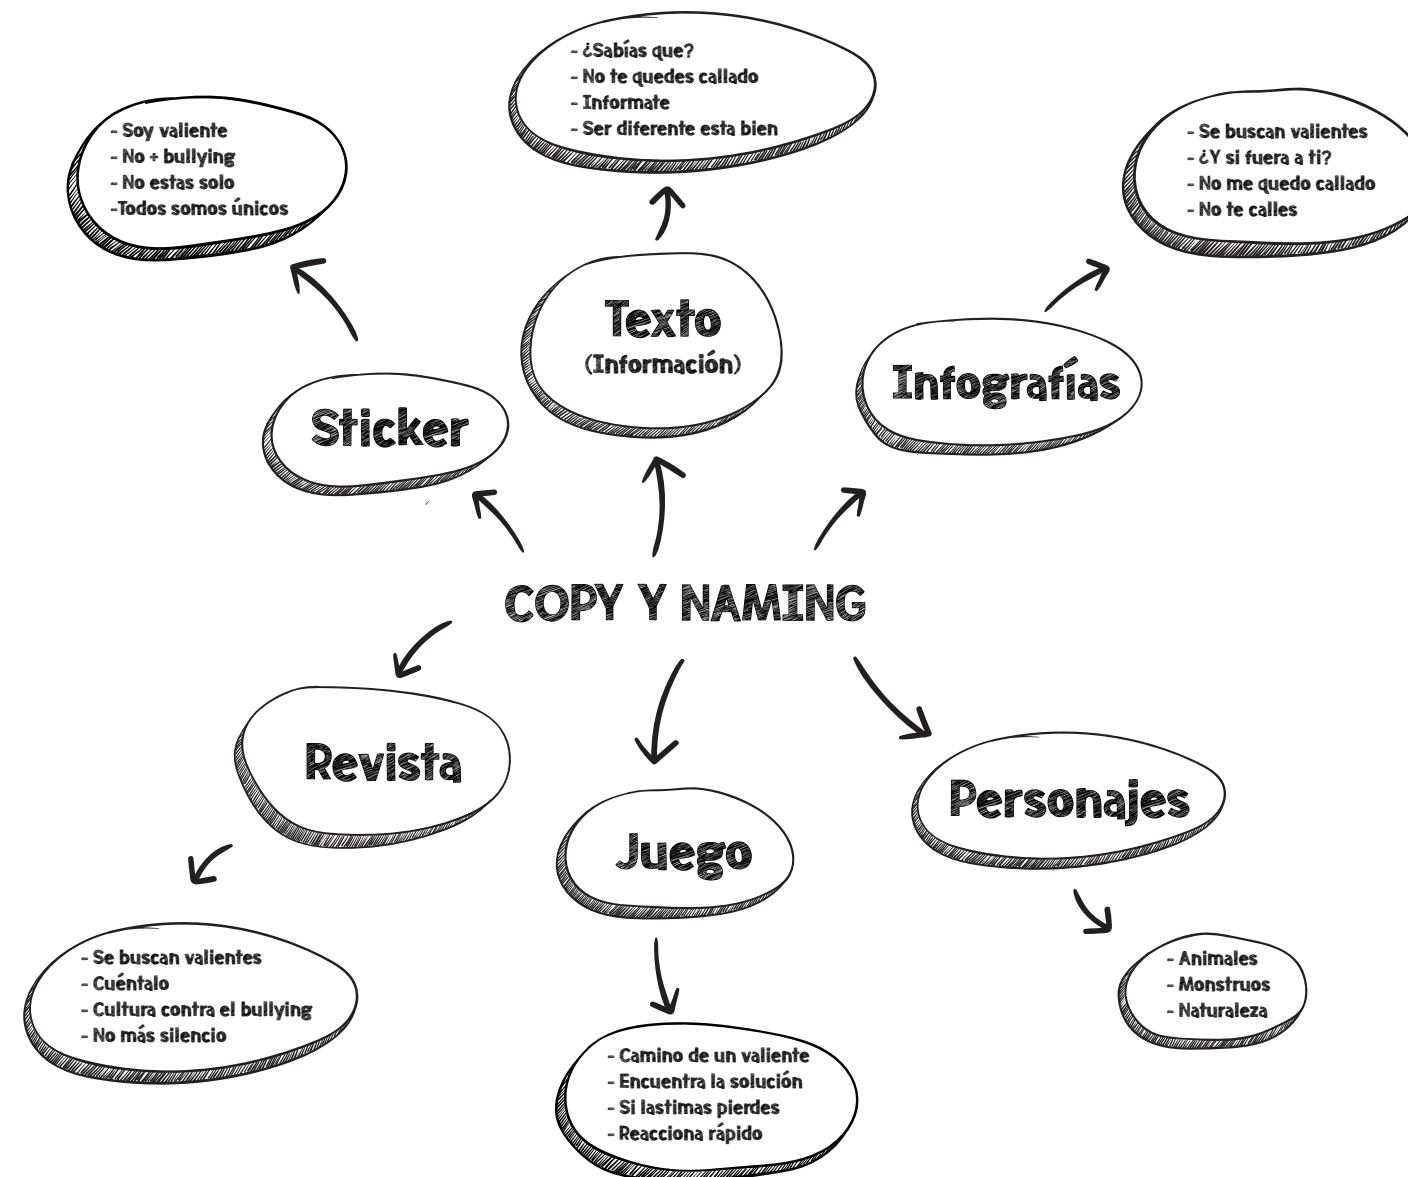 - ¿Sabías que?
- No te quedes callado
- Informate
- Ser diferente esta bien
- Soy valiente
- No + bullying
- No estas solo
-Todos somos únicos
- Se buscan valientes
- ¿Y si fuera a ti?
- No me quedo callado
- No te calles
Texto
(Información)
Sticker
Infografías
COPY Y NAMING
Revista
Juego
Personajes
- Se buscan valientes
- Cuéntalo
- Cultura contra el bullying
- No más silencio
- Camino de un valiente
- Encuentra la solución
- Si lastimas pierdes
- Reacciona rápido
- Animales
- Monstruos
- Naturaleza